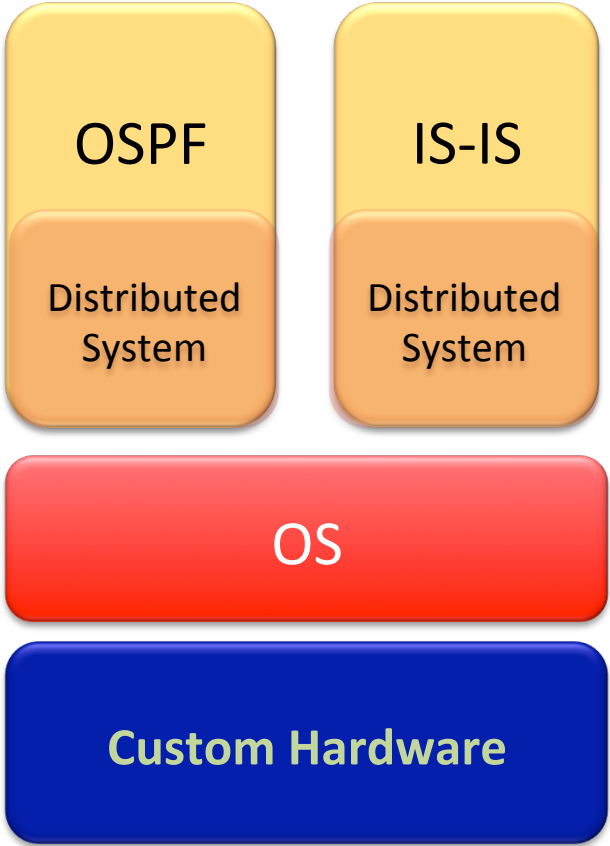 OSPF
IS-IS
Distributed
System
Distributed
System
OS
Custom Hardware